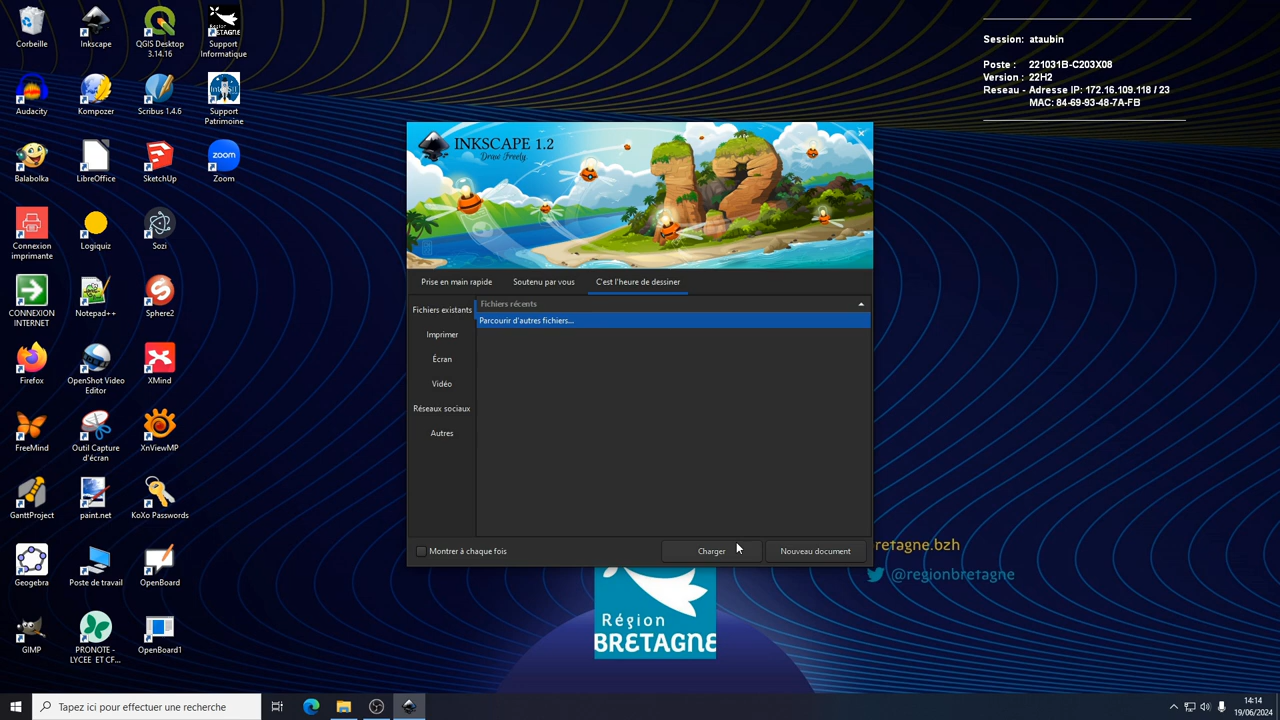 Corbeille
Inkscape
QGIS Desktop
3.14.16
Support
Informatique
Audacity
Kompozer
Scribus 1.4.6
Support
Patrimoine
Balabolka
LibreOffice
SketchUp
zoom
Zoom
Connexion
imprimante
Logiquiz
Sozi
CONNEXION
INTERNET
Notepad++
Sphere2
Firefox
OpenShot Video
Editor
XMind
FreeMind
Outil Capture
d'écran
XnViewMP
GanttProject
paint.net
KoXo Passwords
Geogebra
Poste de travail
OpenBoard
GIMP
PRONOTE -
LYCEE ET CF...
OpenBoard1
Session: ataubin
Poste : 221031B-C203X08
Version : 22H2
Reseau - Adresse IP: 172.16.109.118 / 23
MAC: 84-69-93-48-7A-FB
INKSCAPE 1.2
Draw Freely.
Prise en main rapide
Soutenu par vous
C'est l'heure de dessiner
Fichiers existants
Imprimer
Écran
Vidéo
Réseaux sociaux
Autres
Fichiers récents
Parcourir d'autres fichiers...
Montrer à chaque fois
Charger
Nouveau document
bretagne.bzh
@regionbretagne
Région
BRETAGNE
Tapez ici pour effectuer une recherche
14:14
19/06/2024